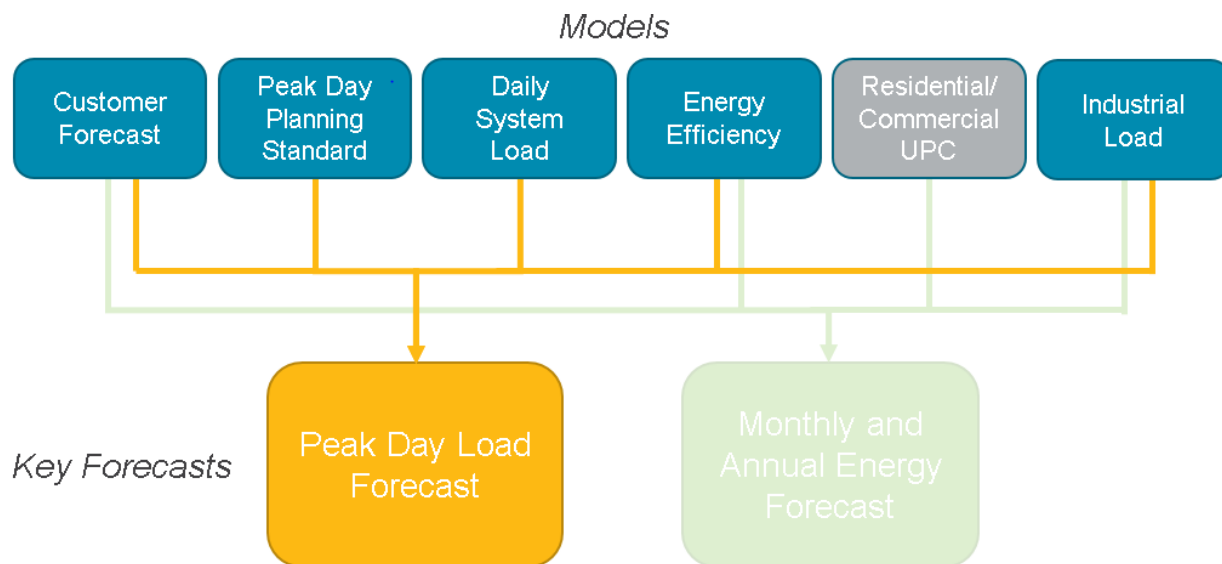 Models
Customer
Forecast
Peak Day
Planning
Standard
Daily
System
Load
Energy
Efficiency
Residential/
Commercial
UPC
Industrial
Load
Key Forecasts
Peak Day Load
Forecast
Monthly and
Annual Energy
Forecast